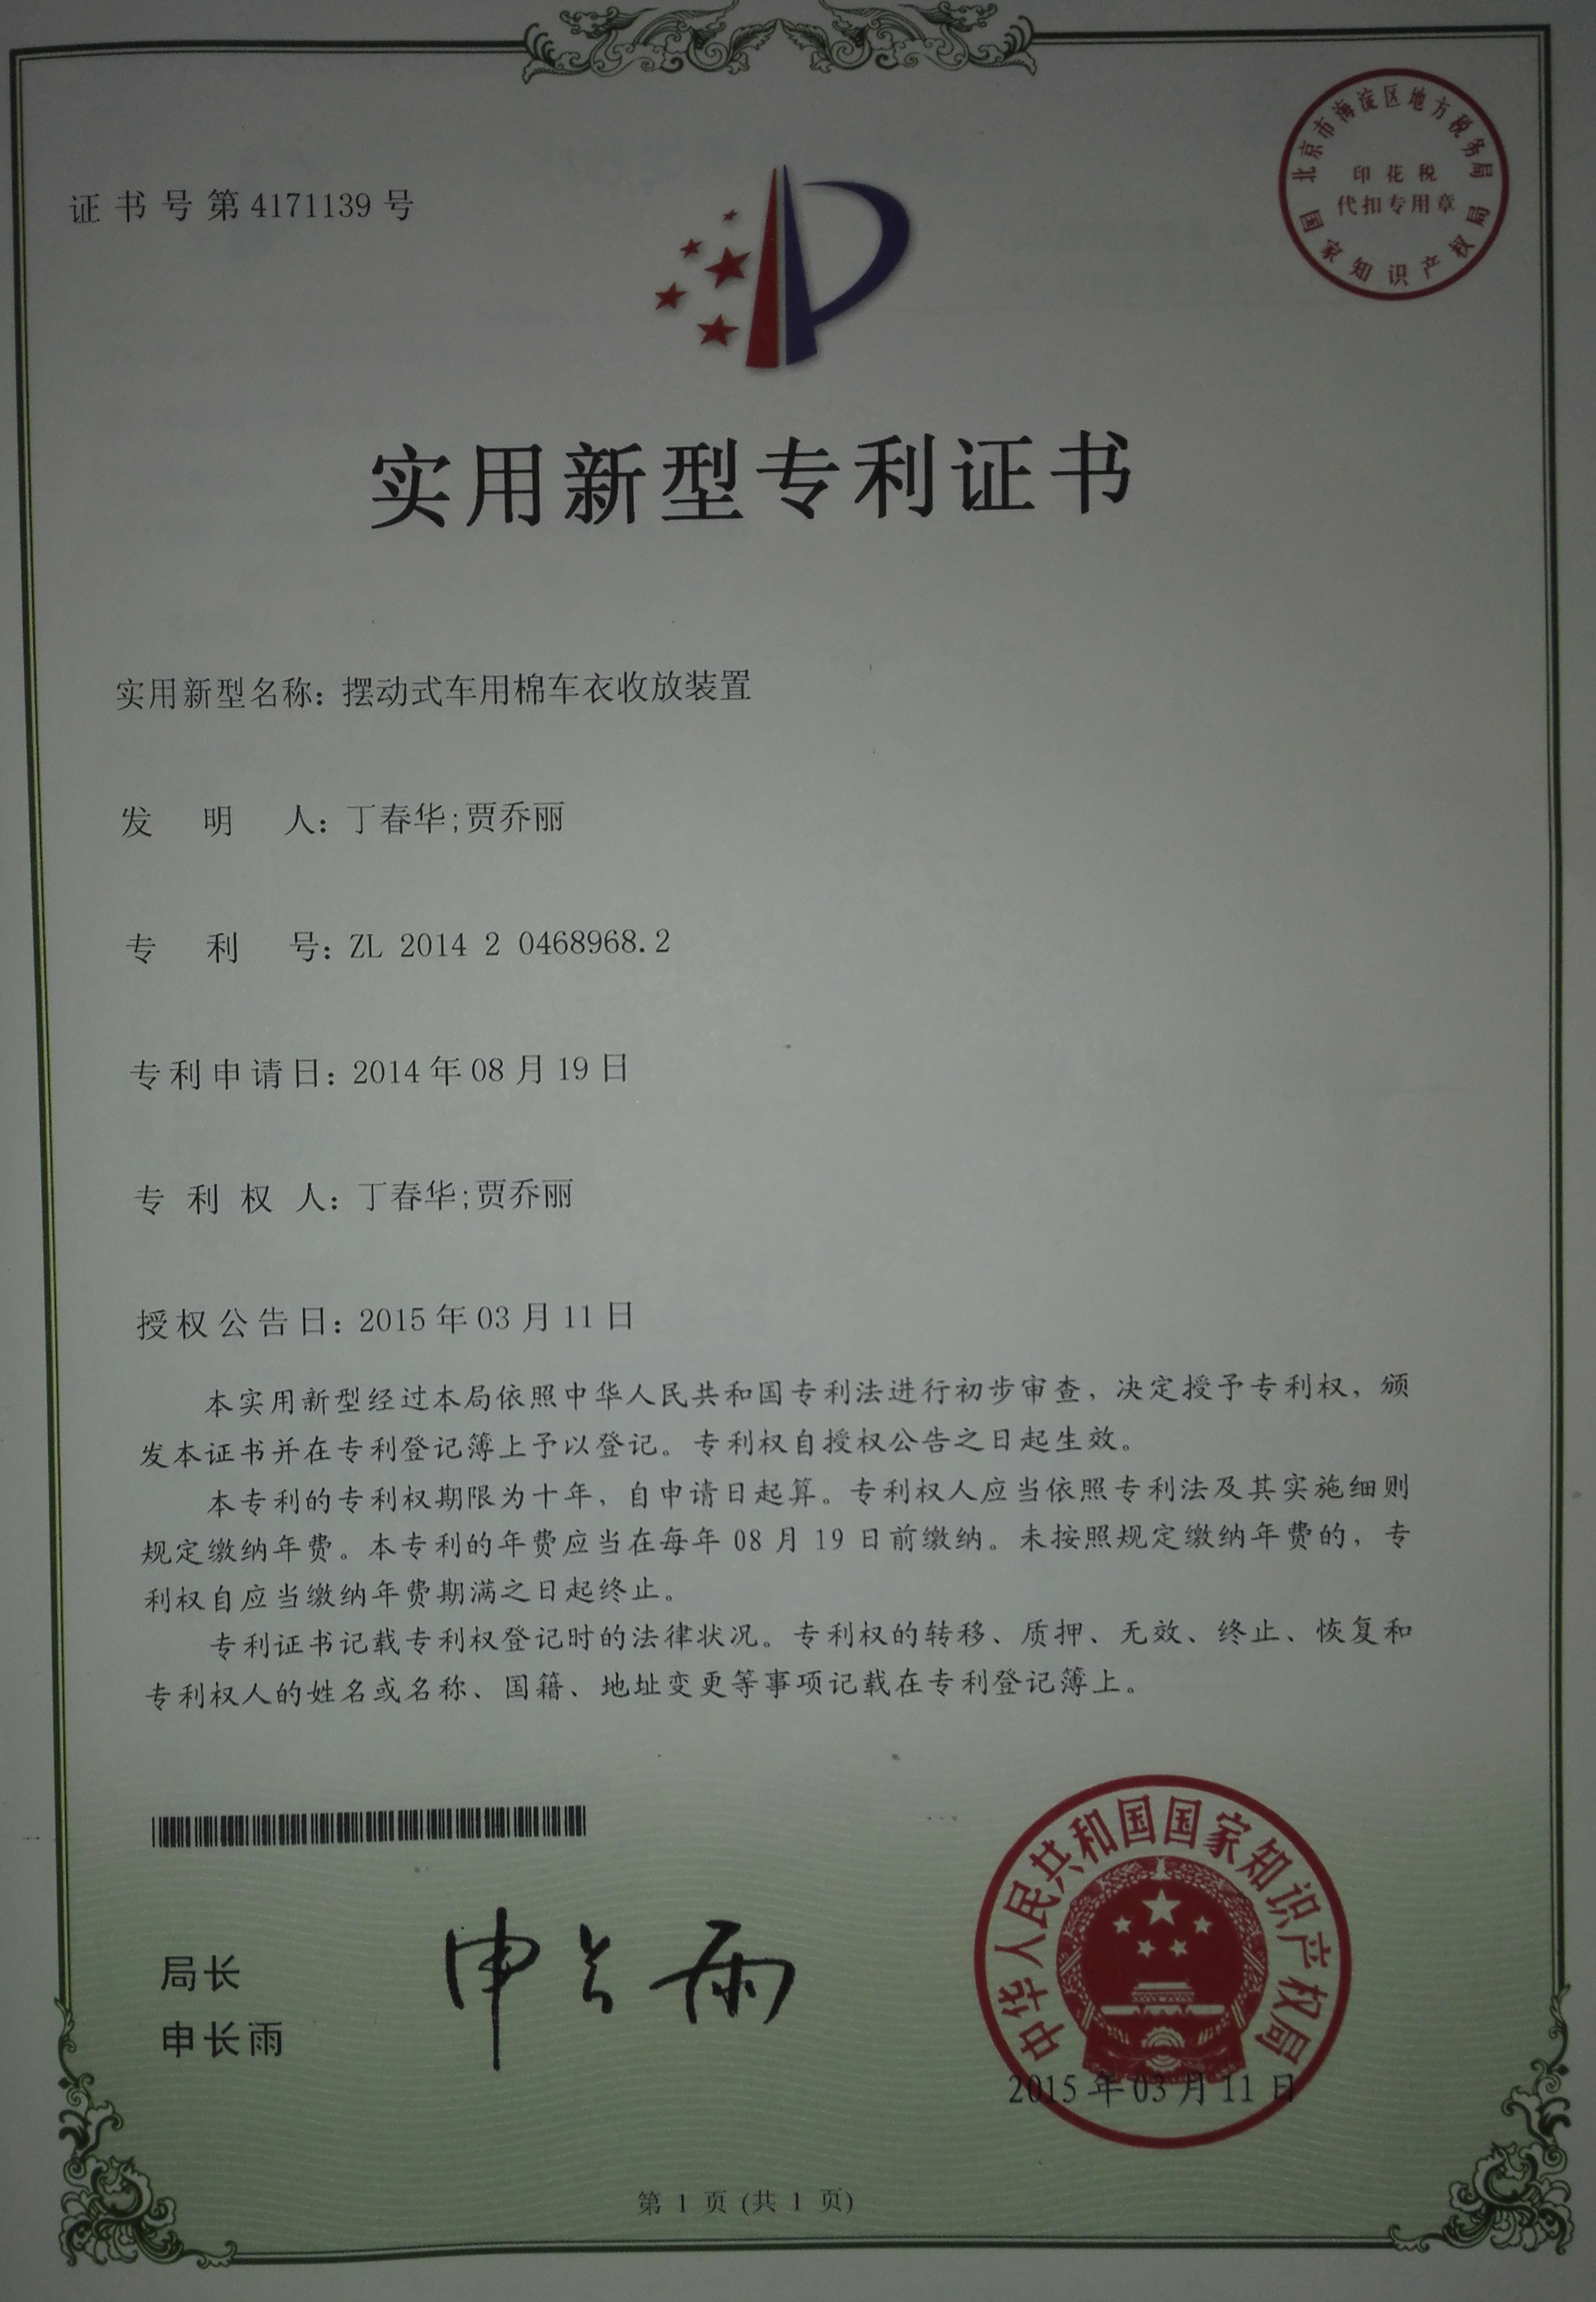 证书号第4171139号
北京市海淀区地方税务局
印花税
代扣专用章
国家知识产权局
实用新型专利证书
实用新型名称：摆动式车用棉车衣收放装置
发明人：丁春华;贾乔丽
专利号：ZL 2014 2 0468968.2
专利申请日：2014年08月19日
专利权人：丁春华;贾乔丽
授权公告日：2015年03月11日
本实用新型经过本局依照中华人民共和国专利法进行初步审查，决定授予专利权，颁
发本证书并在专利登记簿上予以登记。专利权自授权公告之日起生效。
本专利的专利权期限为十年，自申请日起算。专利权人应当依照专利法及其实施细则
规定缴纳年费。本专利的年费应当在每年08月19日前缴纳。未按照规定缴纳年费的，专
利权自应当缴纳年费期满之日起终止。
专利证书记载专利权登记时的法律状况。专利权的转移、质押、无效、终止、恢复和
专利权人的姓名或名称、国籍、地址变更等事项记载在专利登记簿上。
局长
申长雨
申长雨
中华人民共和国国家知识产权局
2015年03月11日
第1页(共1页)